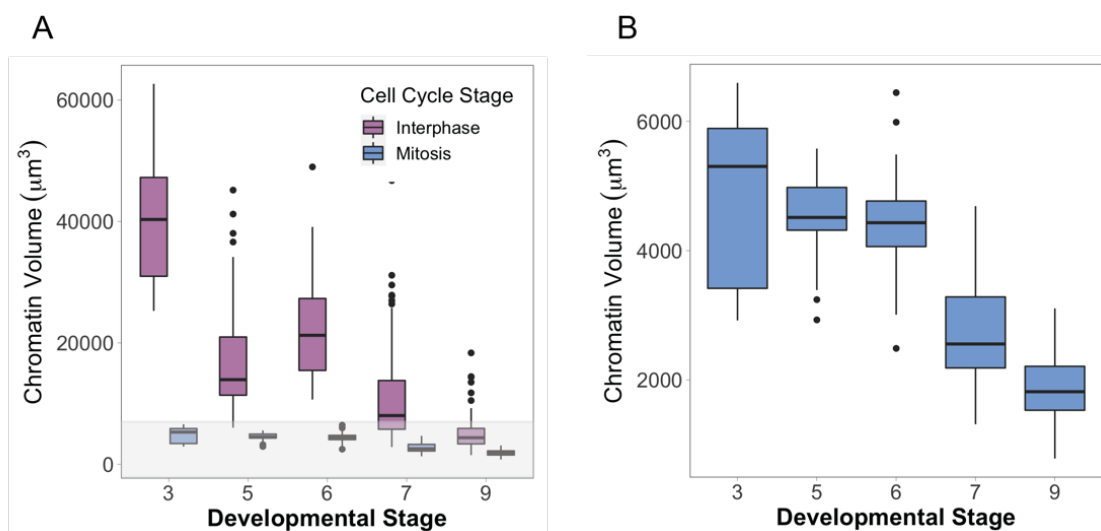 A
Chromatin Volume (μm³)
60000
40000
20000
0
Cell Cycle Stage
Interphase
Mitosis
3 5 6 7 9
Developmental Stage
B
Chromatin Volume (μm³)
6000
4000
2000
3 5 6 7 9
Developmental Stage